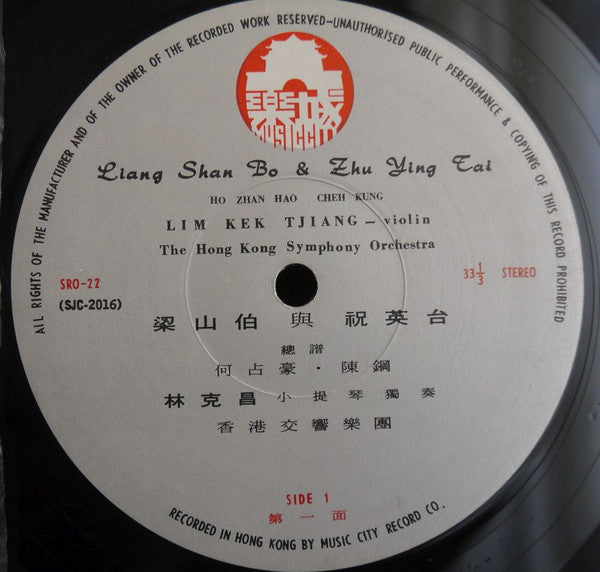 ALL RIGHTS OF THE MANUFACTURER AND OF THE OWNER OF THE RECORDED WORK RESERVED–UNAUTHORISED PUBLIC PERFORMANCE & COPYING OF THIS RECORD PROHIBITED
樂城
MUSIC CITY
Liang Shan Bo & Zhu Ying Tai
HO ZHAN HAO CHEH KUNG
LIM KEK TJIANG – violin
The Hong Kong Symphony Orchestra
SRO-22
(SJC-2016)
33 1/3 STEREO
梁山伯 與 祝英台
總譜
何占豪・陳鋼
林克昌 小提琴獨奏
香港交響樂團
SIDE 1
第一面
RECORDED IN HONG KONG BY MUSIC CITY RECORD CO.